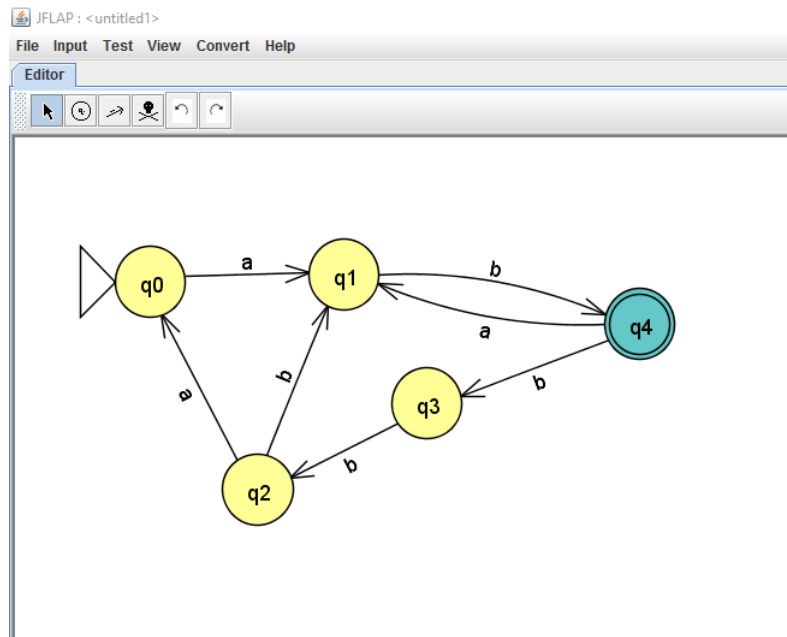 JFLAP : <untitled1>
File Input Test View Convert Help
Editor
q
a
q0
q1
b
q4
a
a
b
q3
b
b
q2